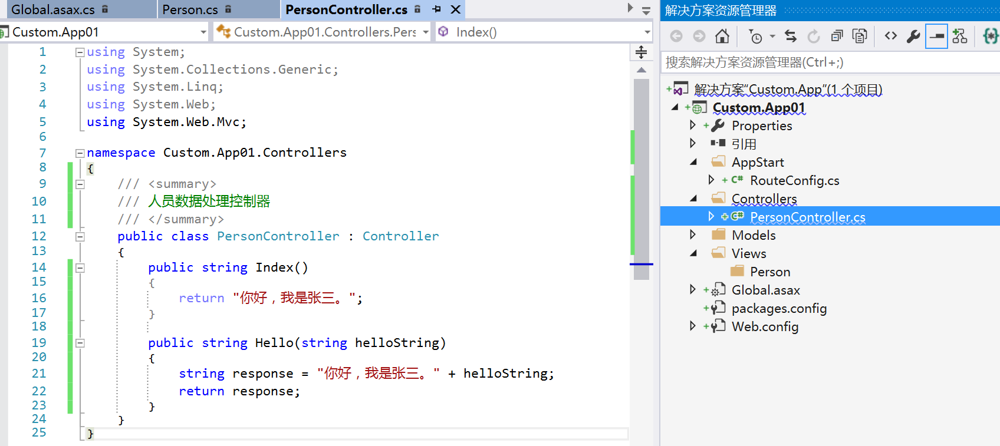 Global.asax.cs
Person.cs
PersonController.cs
Custom.App01
Custom.App01.Controllers.Pers
Index()
1 using System;
2 using System.Collections.Generic;
3 using System.Linq;
4 using System.Web;
5 using System.Web.Mvc;
6
7 namespace Custom.App01.Controllers
8 {
9 /// <summary>
10 /// 人员数据处理控制器
11 /// </summary>
12 public class PersonController : Controller
13 {
14 public string Index()
15 {
16 return "你好，我是张三。";
17 }
18
19 public string Hello(string helloString)
20 {
21 string response = "你好，我是张三。" + helloString;
22 return response;
23 }
24 }
25 }
解决方案资源管理器
搜索解决方案资源管理器(Ctrl+;)
解决方案“Custom.App”(1 个项目)
Custom.App01
Properties
引用
AppStart
C# RouteConfig.cs
Controllers
C# PersonController.cs
Models
Views
Person
Global.asax
packages.config
Web.config